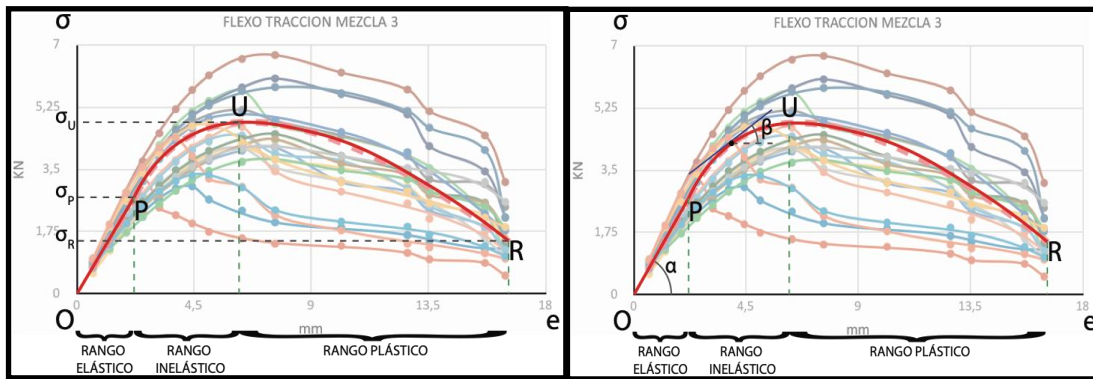 σ
FLEXO TRACCION MEZCLA 3
7
5,25
3,5
1,75
0
KN
σU
σP
σR
U
P
R
O
4,5
9
13,5
18
mm
e
RANGO
ELÁSTICO
RANGO
INELÁSTICO
RANGO PLÁSTICO
σ
FLEXO TRACCION MEZCLA 3
7
5,25
3,5
1,75
0
KN
U
β
P
α
R
O
4,5
9
13,5
18
mm
e
RANGO
ELÁSTICO
RANGO
INELÁSTICO
RANGO PLÁSTICO